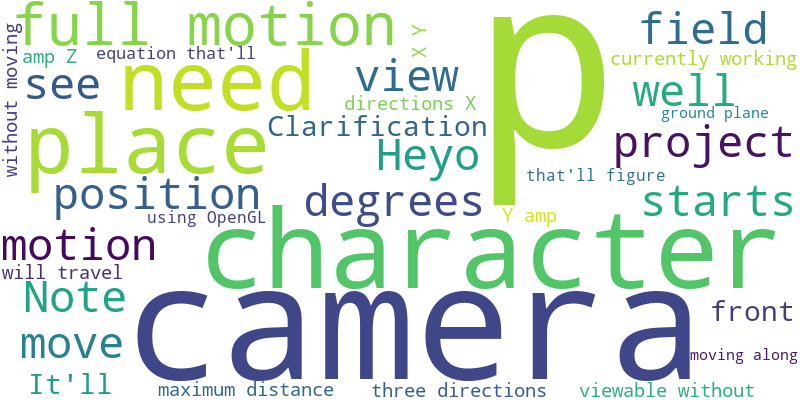 full motion
p
field
without moving
amp Z
equation that'll
X Y
see
need
view
currently working
directions X
well
ground plane
place
Clarification
Heyo
project
that'll figure
position
degrees
starts
using OpenGL
Y amp
motion
character
will travel
Note
camera
front
move
moving along
It'll
maximum distance
three directions
viewable without